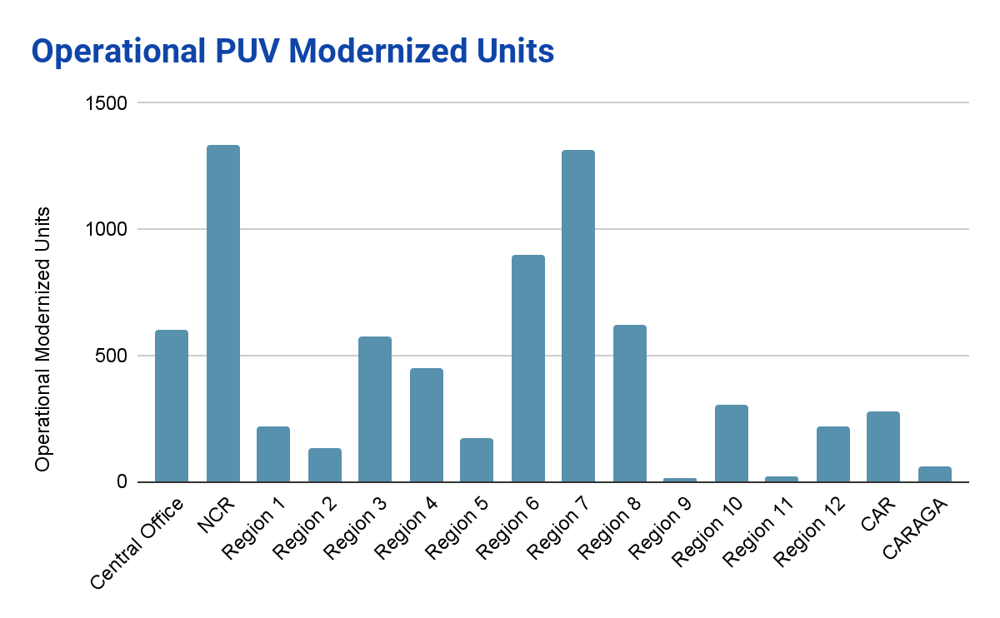 Operational PUV Modernized Units
Operational Modernized Units
1500
1000
500
0
Central Office
NCR
Region 1
Region 2
Region 3
Region 4
Region 5
Region 6
Region 7
Region 8
Region 9
Region 10
Region 11
Region 12
CAR
CARAGA